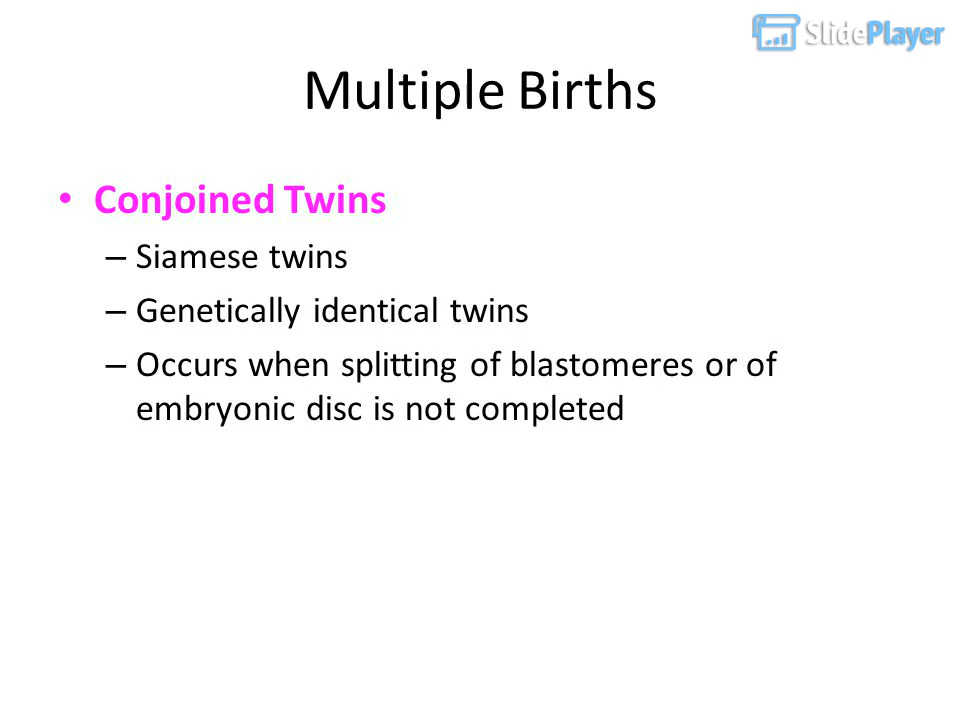 SlidePlayer
Multiple Births
• Conjoined Twins
– Siamese twins
– Genetically identical twins
– Occurs when splitting of blastomeres or of
embryonic disc is not completed